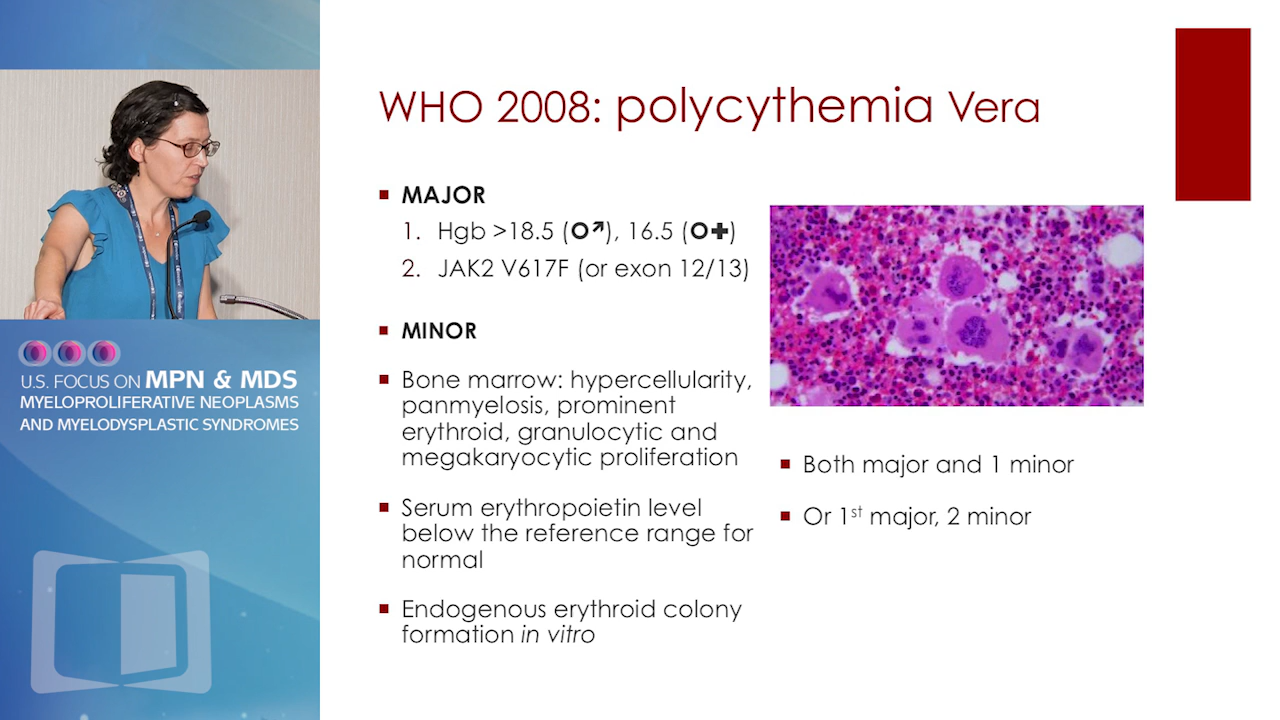 WHO 2008: polycythemia Vera
■ MAJOR
1. Hgb >18.5 (♂), 16.5 (♀)
2. JAK2 V617F (or exon 12/13)
■ MINOR
■ Bone marrow: hypercellularity,
panmyelosis, prominent
erythroid, granulocytic and
megakaryocytic proliferation
■ Serum erythropoietin level
below the reference range for
normal
■ Endogenous erythroid colony
formation in vitro
■ Both major and 1 minor
■ Or 1st major, 2 minor
U.S. FOCUS ON MPN & MDS
MYELOPROLIFERATIVE NEOPLASMS
AND MYELODYSPLASTIC SYNDROMES